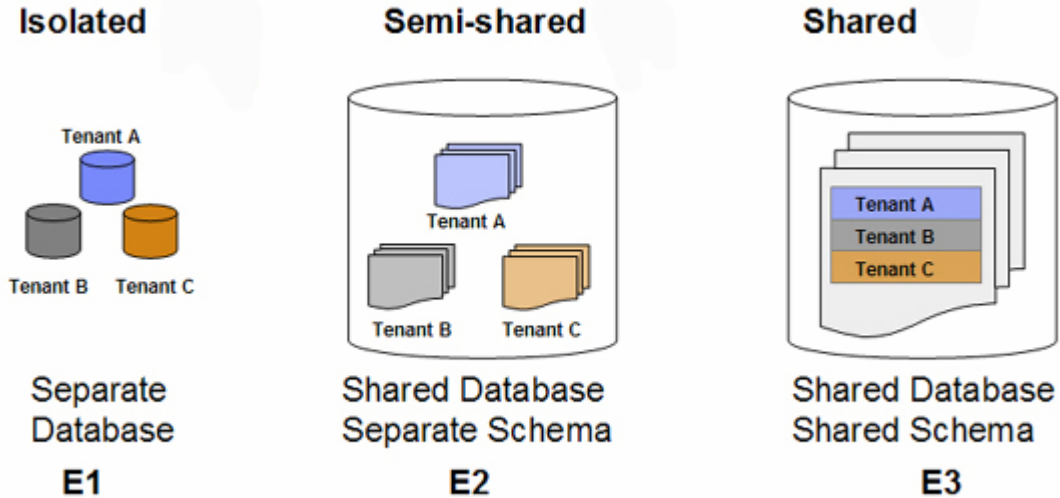 Isolated
Semi-shared
Shared
Tenant A
Tenant B
Tenant C
Tenant A
Tenant B
Tenant C
Tenant A
Tenant B
Tenant C
Separate
Database
Shared Database
Separate Schema
Shared Database
Shared Schema
E1
E2
E3